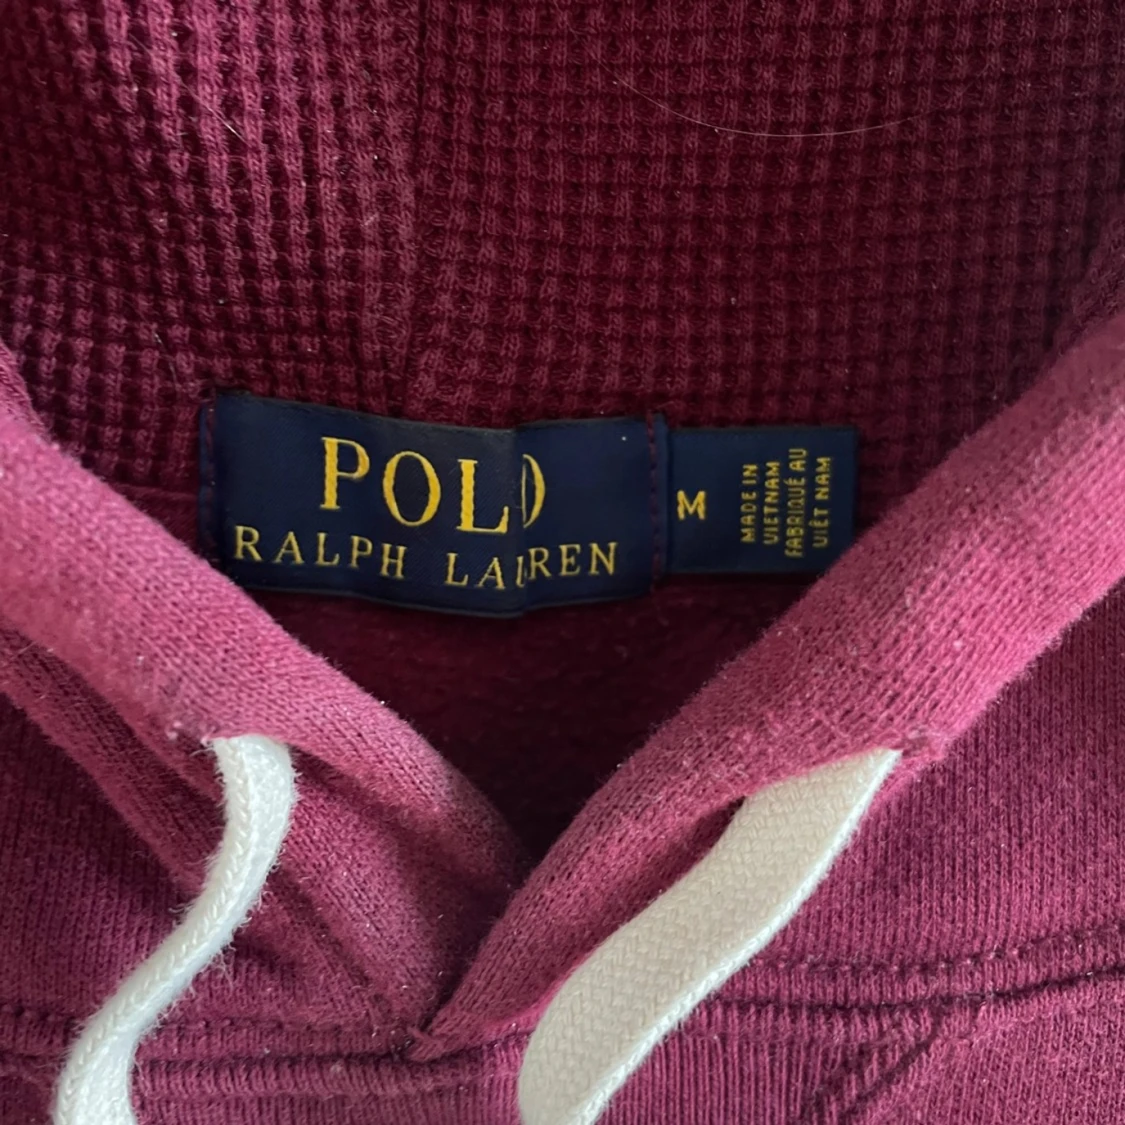 POLO
RALPH LAUREN
M
MADE IN
VIETNAM
FABRIQUÉ AU
VIÊT NAM